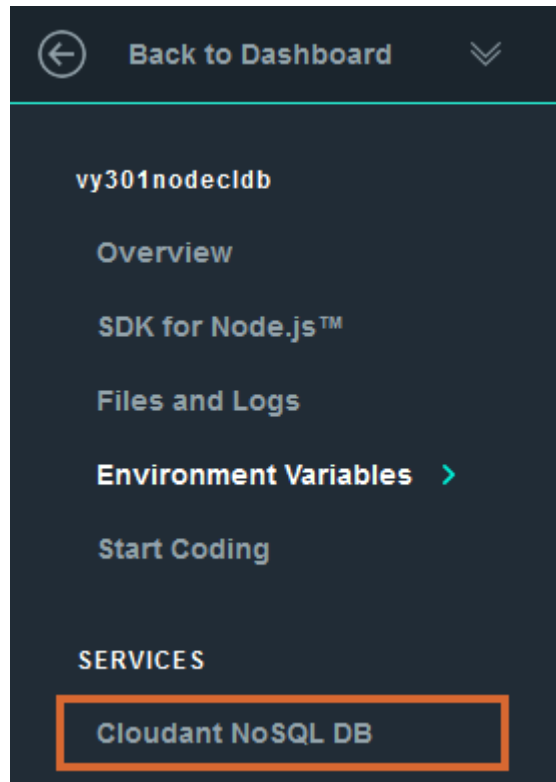 Back to Dashboard
vy301nodecldb
Overview
SDK for Node.js™
Files and Logs
Environment Variables
Start Coding
SERVICES
Cloudant NoSQL DB